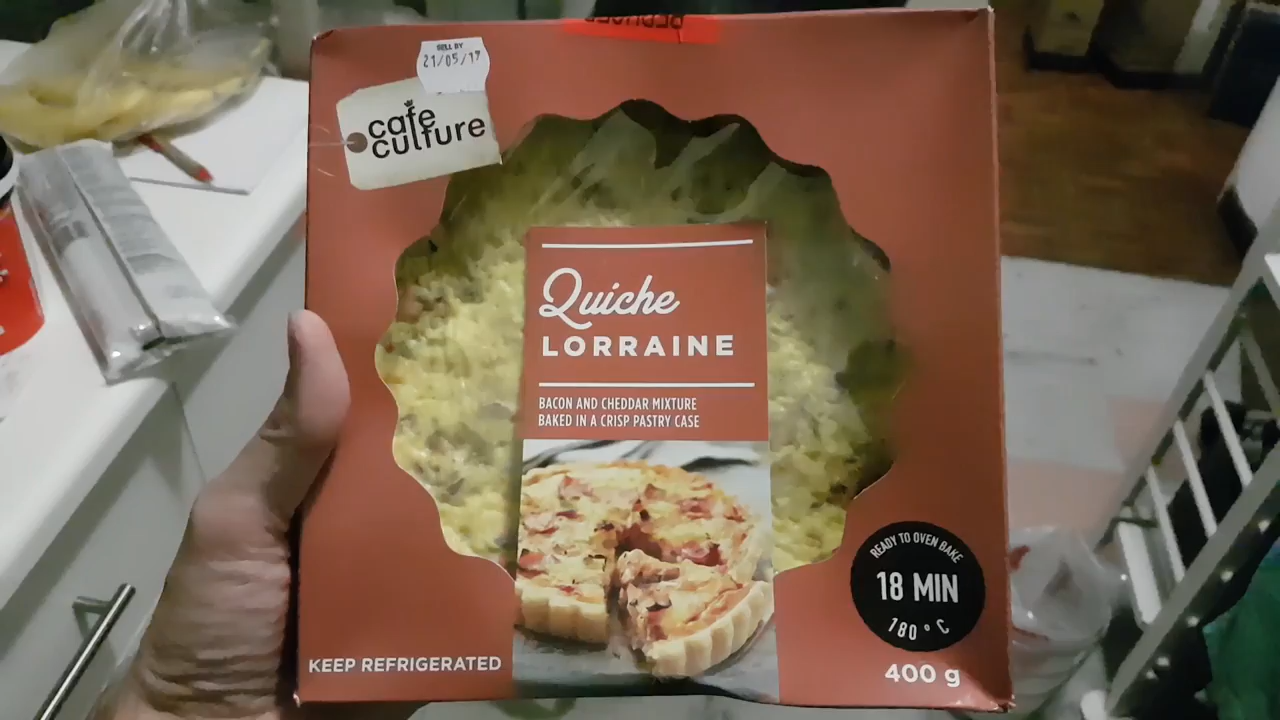 REDUCED
SELL BY
21/05/17
cafe
culture
Quiche
LORRAINE
BACON AND CHEDDAR MIXTURE
BAKED IN A CRISP PASTRY CASE
READY TO OVEN BAKE
18 MIN
180° C
KEEP REFRIGERATED
400 g